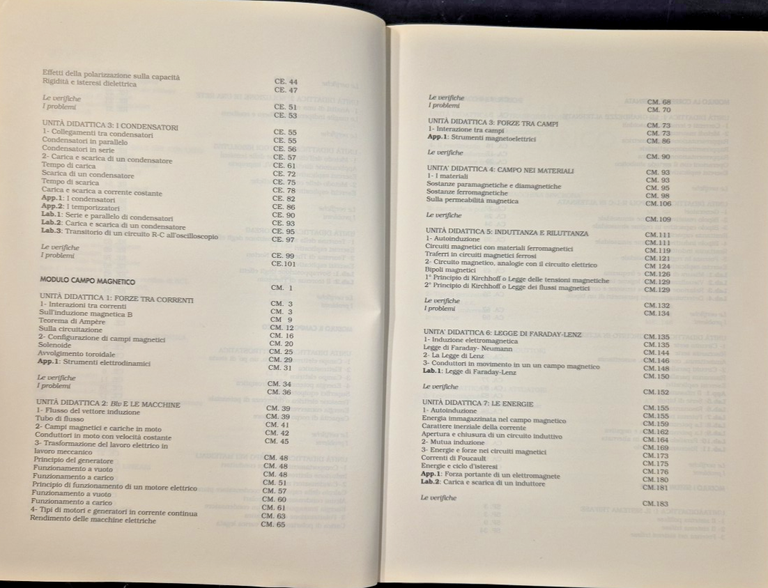 Effetti della polarizzazione sulla capacità CE. 44
Rigidità e isteresi dielettrica CE. 47
Le verifiche CE. 51
I problemi CE. 53
UNITÀ DIDATTICA 3: I CONDENSATORI CE. 55
1- Collegamenti tra condensatori CE. 55
Condensatori in parallelo CE. 56
Condensatori in serie CE. 57
2- Carica e scarica di un condensatore CE. 61
Tempo di carica CE. 72
Scarica di un condensatore CE. 75
Tempo di scarica CE. 78
Carica e scarica a corrente costante CE. 82
App.1: I condensatori CE. 86
App.2: I temporizzatori CE. 90
Lab.1: Serie e parallelo di condensatori CE. 93
Lab.2: Carica e scarica di un condensatore CE. 95
Lab.3: Transitorio di un circuito R-C all'oscilloscopio CE. 97
Le verifiche CE. 99
I problemi CE.101
MODULO CAMPO MAGNETICO CM. 1
UNITÀ DIDATTICA 1: FORZE TRA CORRENTI CM. 3
1- Interazioni tra correnti CM. 3
Sull'induzione magnetica B CM. 9
Teorema di Ampère CM. 12
Sulla circuitazione CM. 16
2- Configurazione di campi magnetici CM. 20
Solenoide CM. 25
Avvolgimento toroidale CM. 29
App.1: Strumenti elettrodinamici CM. 31
Le verifiche CM. 34
I problemi CM. 36
UNITÀ DIDATTICA 2: Blv E LE MACCHINE CM. 39
1- Flusso del vettore induzione CM. 39
Tubo di flusso CM. 41
2- Campi magnetici e cariche in moto CM. 42
Conduttori in moto con velocità costante CM. 45
3- Trasformazione del lavoro elettrico in
lavoro meccanico CM. 48
Principio del generatore CM. 48
Funzionamento a vuoto CM. 48
Funzionamento a carico CM. 51
Principio di funzionamento di un motore elettrico CM. 57
Funzionamento a vuoto CM. 60
Funzionamento a carico CM. 61
4- Tipi di motori e generatori in corrente continua CM. 63
Rendimento delle macchine elettriche CM. 65
Le verifiche CM. 68
I problemi CM. 70
UNITÀ DIDATTICA 3: FORZE TRA CAMPI CM. 73
1- Interazione tra campi CM. 73
App.1: Strumenti magnetoelettrici CM. 86
Le verifiche CM. 90
UNITA' DIDATTICA 4: CAMPO NEI MATERIALI CM. 93
1- I materiali CM. 93
Sostanze paramagnetiche e diamagnetiche CM. 95
Sostanze ferromagnetiche CM. 98
Sulla permeabilità magnetica CM.106
Le verifiche CM.109
UNITÀ DIDATTICA 5: INDUTTANZA E RILUTTANZA CM.111
1- Autoinduzione CM.111
Circuiti magnetici con materiali ferromagnetici CM.119
Traferri in circuiti magnetici ferrosi CM.121
2- Circuito magnetico, analogie con il circuito elettrico CM.124
Bipoli magnetici CM.126
1° Principio di Kirchhoff o Legge delle tensioni magnetiche CM.129
2° Principio di Kirchhoff o Legge dei flussi magnetici CM.129
Le verifiche CM.132
I problemi CM.134
UNITA' DIDATTICA 6: LEGGE DI FARADAY-LENZ CM.135
1- Induzione elettromagnetica CM.135
Legge di Faraday- Neumann CM.144
2- La Legge di Lenz CM.146
3- Conduttori in movimento in un un campo magnetico CM.148
Lab.1: Legge di Faraday-Lenz CM.150
Le verifiche CM.152
UNITÀ DIDATTICA 7: LE ENERGIE CM.155
1- Autoinduzione CM.155
Energia immagazzinata nel campo magnetico CM.159
Carattere inerziale della corrente CM.162
Apertura e chiusura di un circuito induttivo CM.164
2- Mutua induzione CM.169
3- Energia e forze nei circuiti magnetici CM.173
Correnti di Foucault CM.175
Energie e ciclo d'isteresi CM.176
App.1: Forza portante di un elettromagnete CM.180
Lab.2: Carica e scarica di un induttore CM.181
Le verifiche CM.183